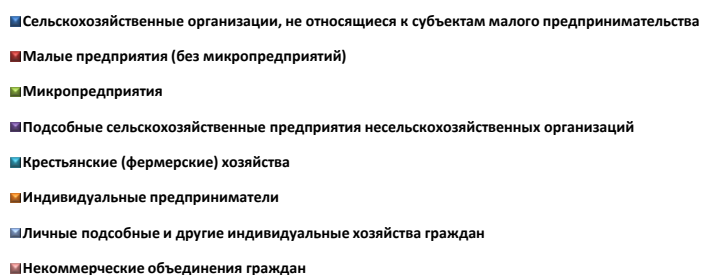 Сельскохозяйственные организации, не относящиеся к субъектам малого предпринимательства
Малые предприятия (без микропредприятий)
Микропредприятия
Подсобные сельскохозяйственные предприятия несельскохозяйственных организаций
Крестьянские (фермерские) хозяйства
Индивидуальные предприниматели
Личные подсобные и другие индивидуальные хозяйства граждан
Некоммерческие объединения граждан